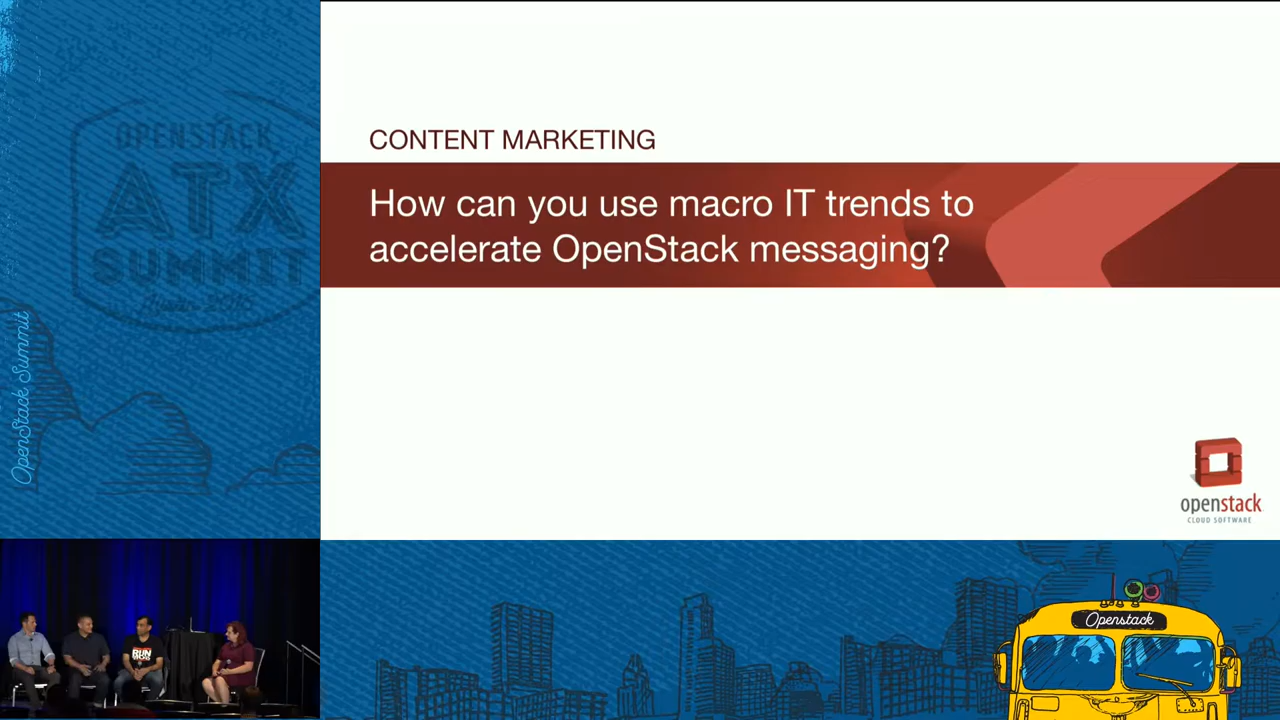 OPENSTACK
ATX
SUMMIT
OpenStack Summit
CONTENT MARKETING
How can you use macro IT trends to
accelerate OpenStack messaging?
openstack
CLOUD SOFTWARE
RUN
Openstack